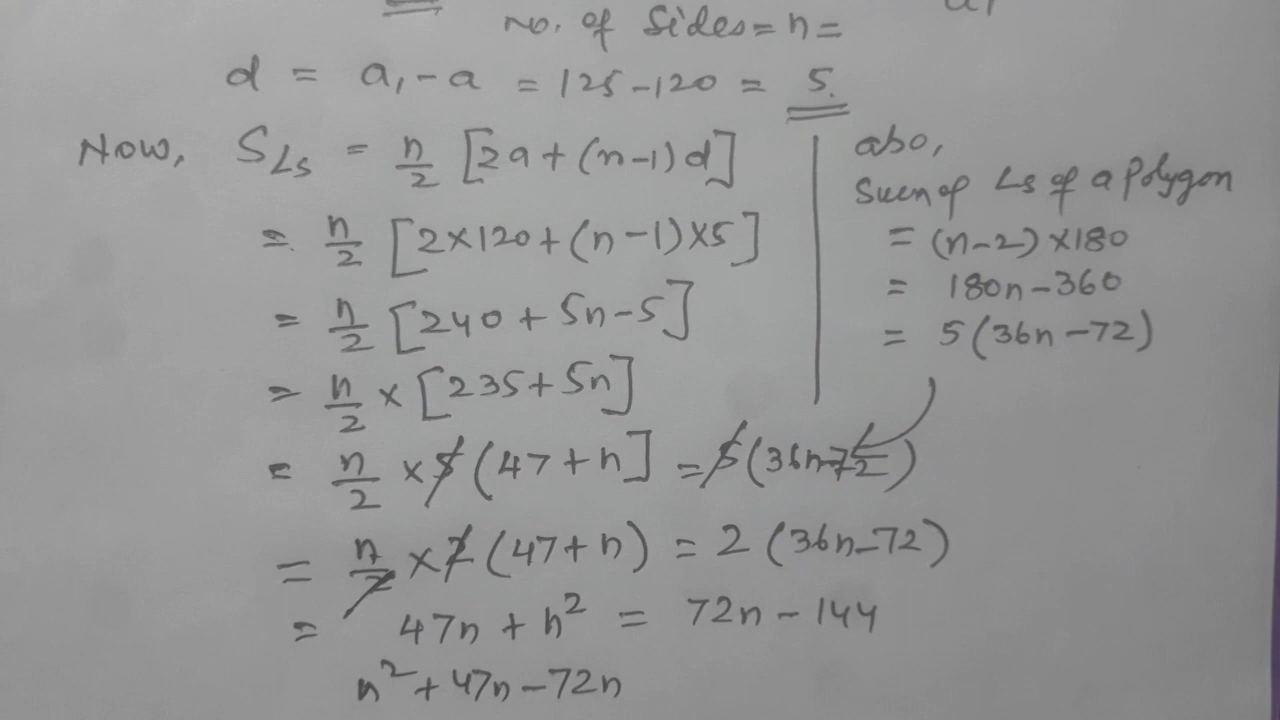 no. of Sides = n =
d = a₁ - a = 125 - 120 = 5.
Now, S∠s = n/2 [2a + (n-1)d]
= n/2 [2×120 + (n-1)×5]
= n/2 [240 + 5n - 5]
= n/2 × [235 + 5n]
= n/2 × 5 (47 + n] = 5(36n-72)
= n/2 × 2 (47 + n) = 2 (36n-72)
= 47n + n² = 72n - 144
n² + 47n - 72n
also,
Sum of ∠s of a Polygon
= (n-2) ×180
= 180n - 360
= 5(36n - 72)